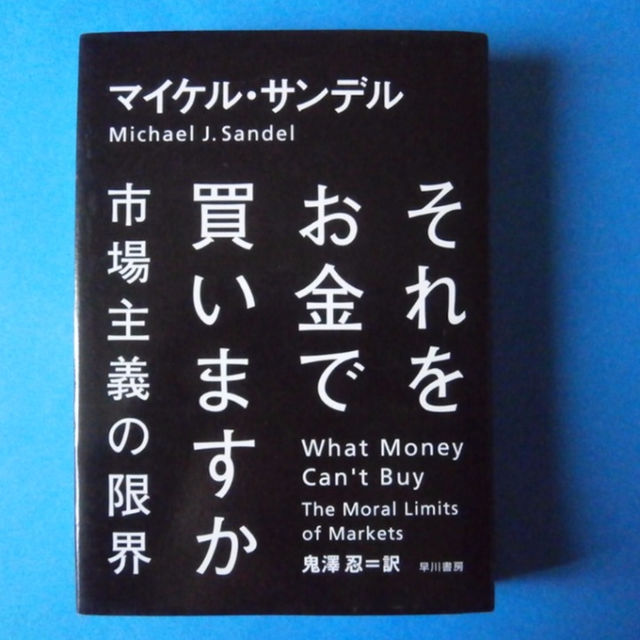 マイケル・サンデル
Michael J. Sandel
それを
お金で
買いますか
市場主義の限界
What Money
Can't Buy
The Moral Limits
of Markets
鬼澤 忍=訳
早川書房